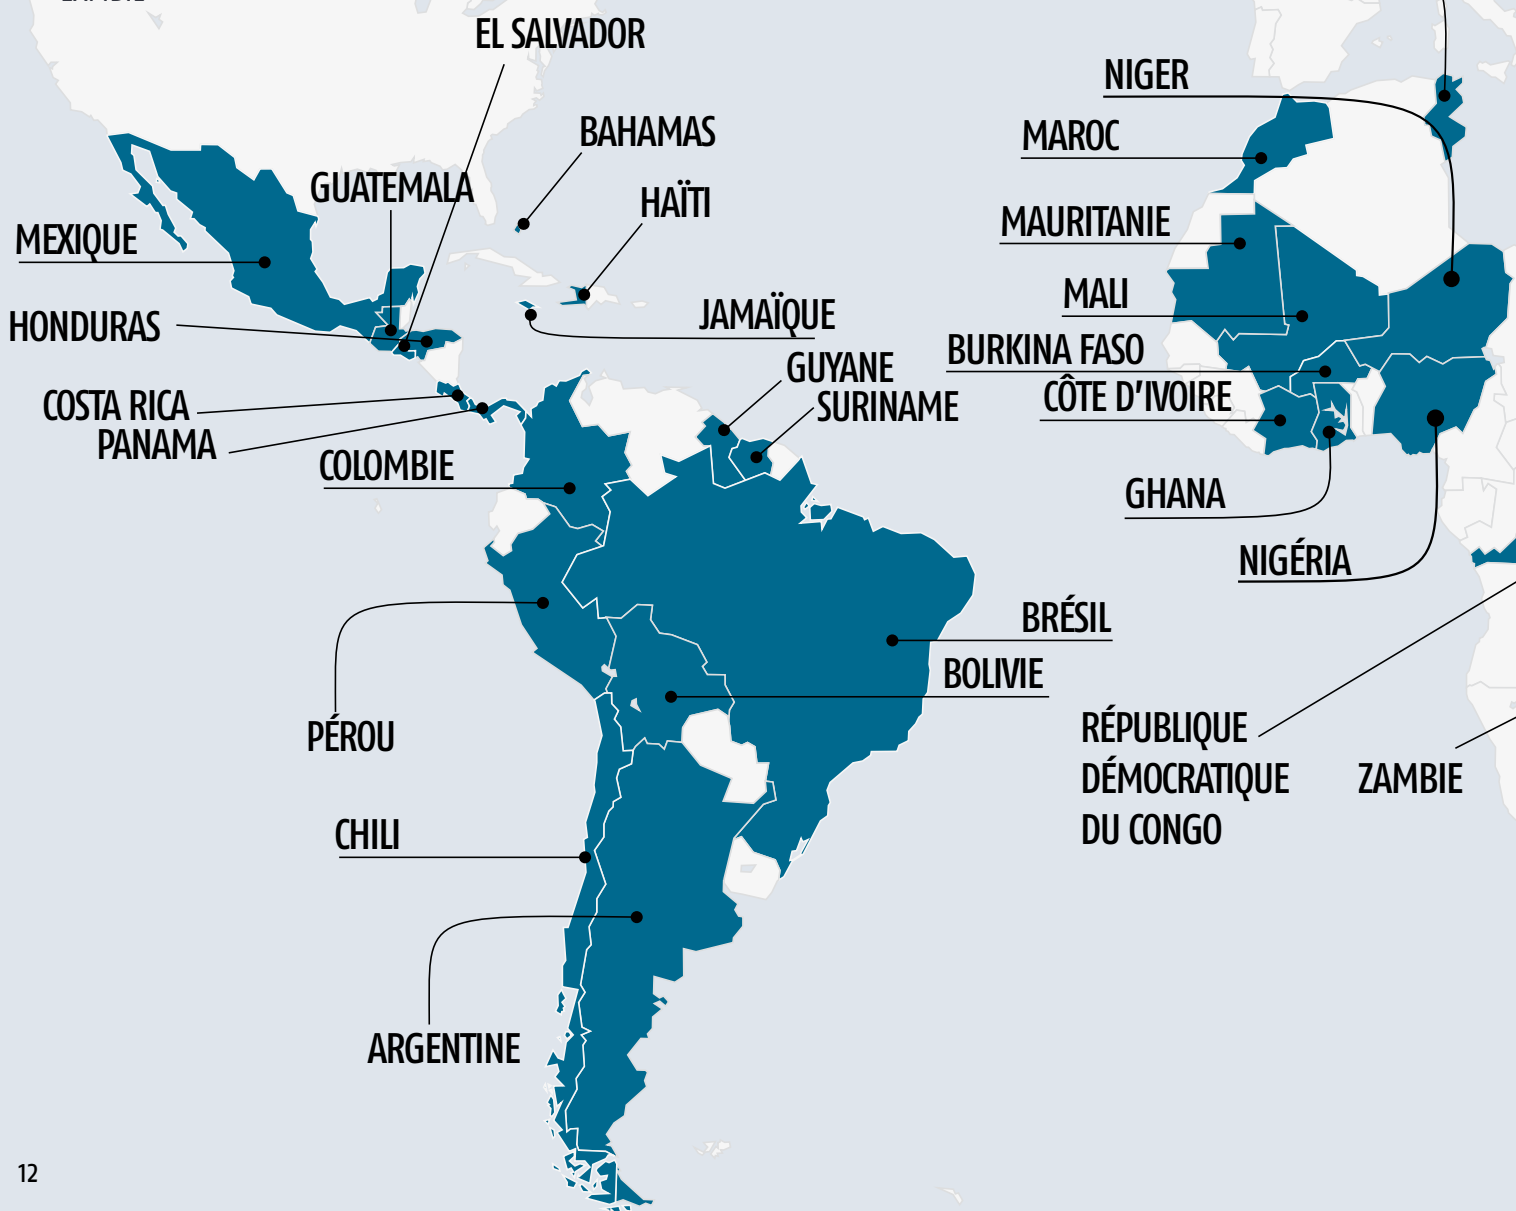 EL SALVADOR
NIGER
BAHAMAS
MAROC
GUATEMALA
HAÏTI
MAURITANIE
MEXIQUE
MALI
JAMAÏQUE
HONDURAS
BURKINA FASO
GUYANE
CÔTE D'IVOIRE
COSTA RICA
SURINAME
PANAMA
COLOMBIE
GHANA
NIGÉRIA
BRÉSIL
BOLIVIE
PÉROU
RÉPUBLIQUE
DÉMOCRATIQUE
DU CONGO
ZAMBIE
CHILI
ARGENTINE
12